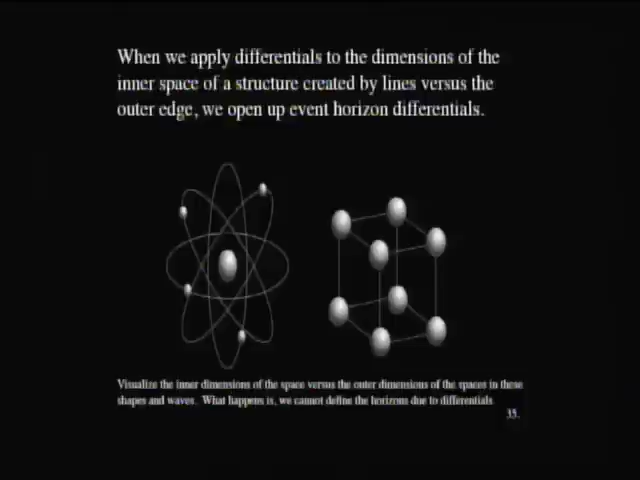 When we apply differentials to the dimensions of the
inner space of a structure created by lines versus the
outer edge, we open up event horizon differentials.
Visualize the inner dimensions of the space versus the outer dimensions of the spaces in these
shapes and waves. What happens is, we cannot define the horizons due to differentials
35.